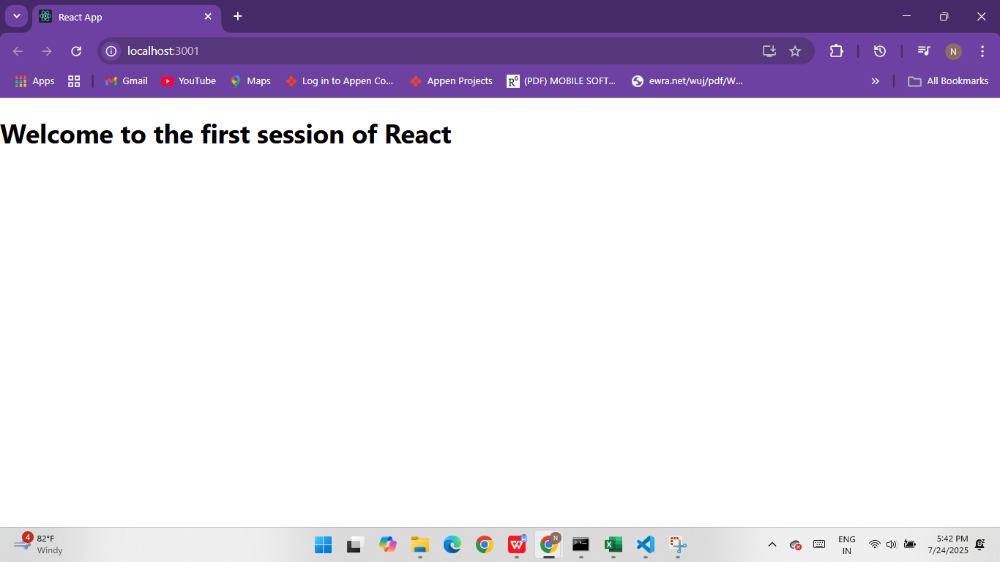 React App
localhost:3001
N
Apps
Gmail
YouTube
Maps
Log in to Appen Co...
Appen Projects
R^G
(PDF) MOBILE SOFT...
ewra.net/wuj/pdf/W...
All Bookmarks
Welcome to the first session of React
4
82°F
Windy
W
N
ENG
IN
5:42 PM
7/24/2025